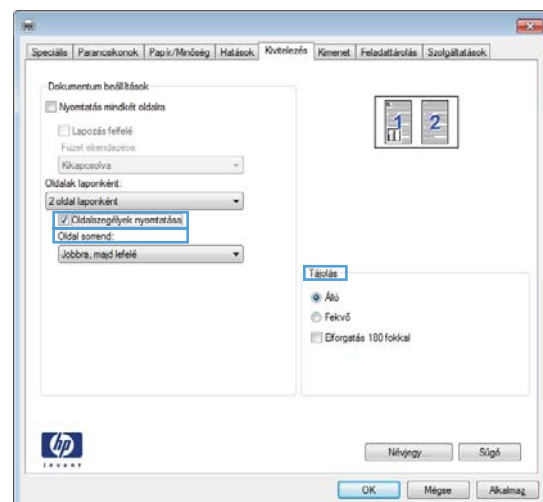 Speciális Parancsikonok Papír/Minőség Hatások Kivitelezés Kimenet Feladattárolás Szolgáltatások
Dokumentum beállítások
Nyomtatás mindkét oldalra
Lapozás felfelé
Füzet elrendezése:
Kikapcsolva
Oldalak laponként:
2 oldal laponként
Oldalszegélyek nyomtatása
Oldal sorrend:
Jobbra, majd lefelé
1 2
Tájolás
Álló
Fekvő
Elforgatás 180 fokkal
hp
invent
Névjegy... Súgó
OK Mégse Alkalmaz